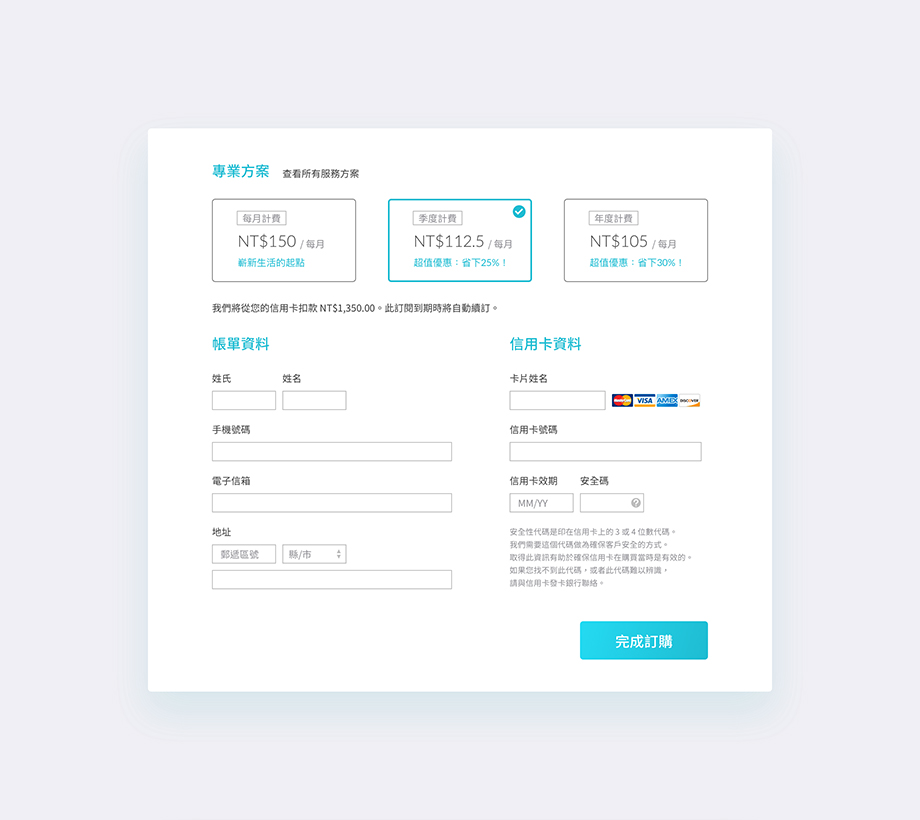 專業方案 查看所有服務方案
每月計費
NT$150 / 每月
嶄新生活的起點
季度計費
NT$112.5 / 每月
超值優惠：省下25%！
年度計費
NT$105 / 每月
超值優惠：省下30%！
我們將從您的信用卡扣款 NT$1,350.00。此訂閱到期時將自動續訂。
帳單資料
姓氏 姓名
手機號碼
電子信箱
地址
郵遞區號 縣/市
信用卡資料
卡片姓名
MasterCard VISA AMEX DISCOVER
信用卡號碼
信用卡效期 安全碼
MM/YY ?
安全性代碼是印在信用卡上的 3 或 4 位數代碼。
我們需要這個代碼做為確保客戶安全的方式。
取得此資訊有助於確保信用卡在購買當時是有效的。
如果您找不到此代碼，或者此代碼難以辨識，
請與信用卡發卡銀行聯絡。
完成訂購